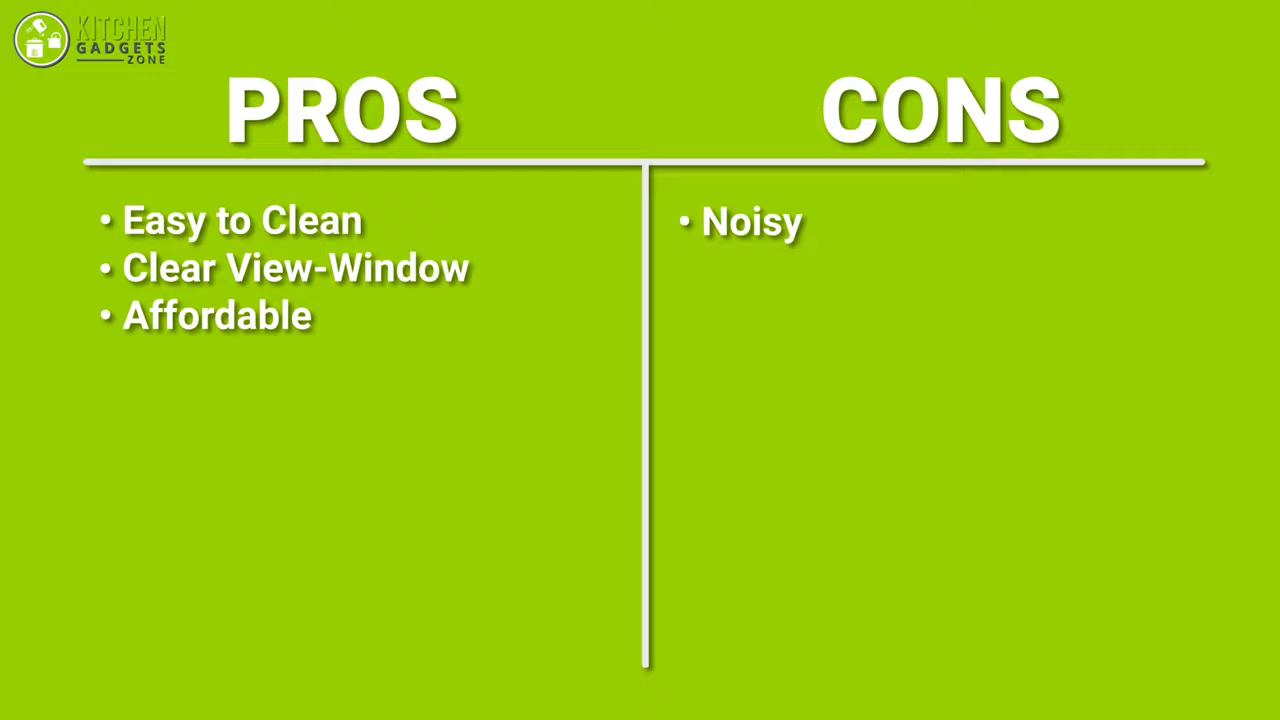 KITCHEN
GADGETS
ZONE
PROS
CONS
• Easy to Clean
• Clear View-Window
• Affordable
• Noisy